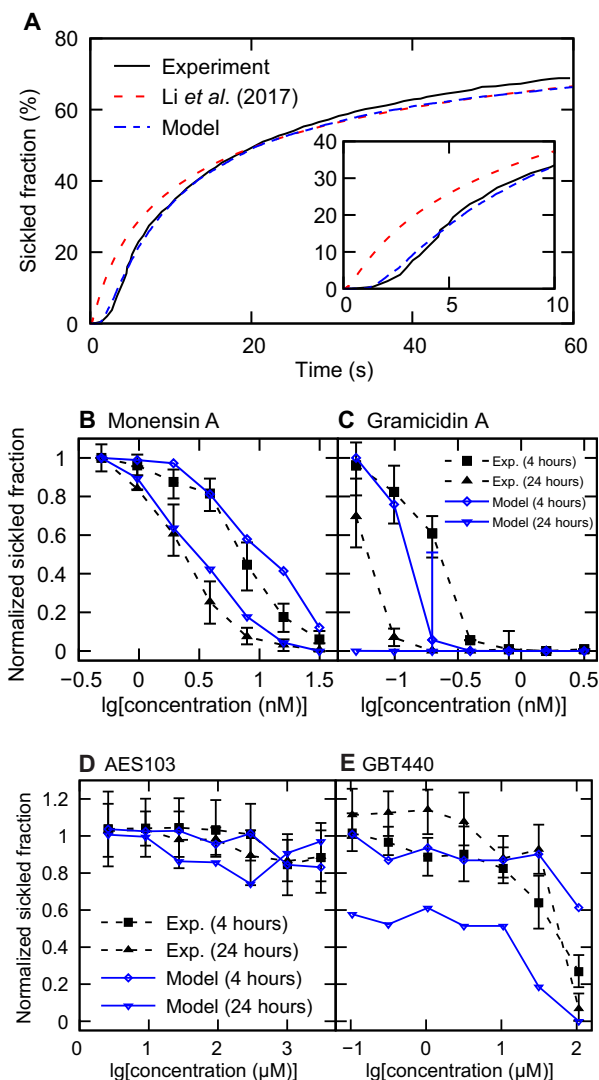 A
Sickled fraction (%)
80
60
40
20
0
Experiment
Li et al. (2017)
Model
40
30
20
10
0
0 5 10
0 20 40 60
Time (s)
B Monensin A
C Gramicidin A
Normalized sickled fraction
1
0.8
0.6
0.4
0.2
0
Exp. (4 hours)
Exp. (24 hours)
Model (4 hours)
Model (24 hours)
−0.5 0 0.5 1 1.5
−1.0 −0.5 0 0.5
lg[concentration (nM)]
lg[concentration (nM)]
D AES103
E GBT440
Normalized sickled fraction
1.2
1
0.8
0.6
0.4
0.2
0
Exp. (4 hours)
Exp. (24 hours)
Model (4 hours)
Model (24 hours)
0 1 2 3
−1 0 1 2
lg[concentration (µM)]
lg[concentration (µM)]